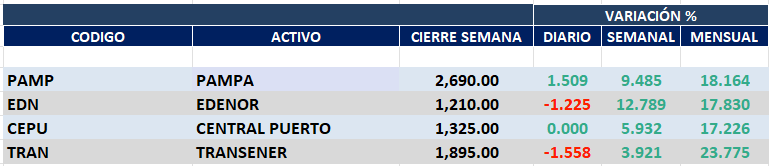 VARIACIÓN %
CODIGO ACTIVO CIERRE SEMANA DIARIO SEMANAL MENSUAL
PAMP PAMPA 2,690.00 1.509 9.485 18.164
EDN EDENOR 1,210.00 -1.225 12.789 17.830
CEPU CENTRAL PUERTO 1,325.00 0.000 5.932 17.226
TRAN TRANSENER 1,895.00 -1.558 3.921 23.775